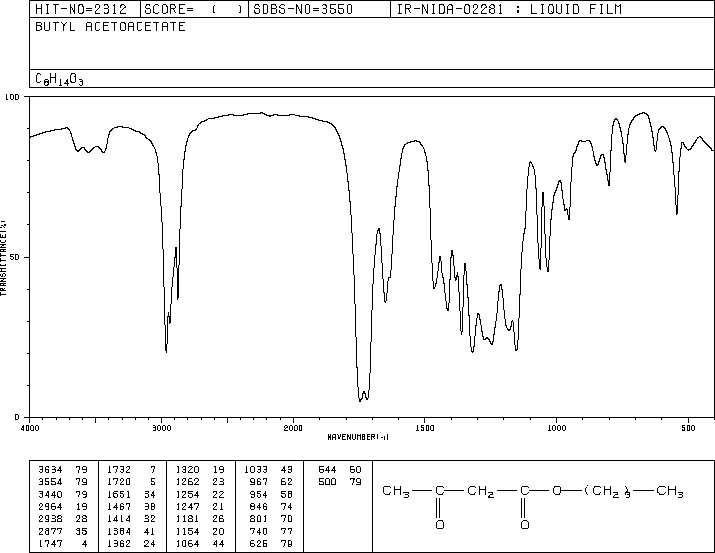 HIT-NO=2312 SCORE= ( ) SDBS-NO=3550 IR-NIDA-02281 : LIQUID FILM
BUTYL ACETOACETATE
C8H14O3
100
50
0
TRANSMITTANCE(%)
4000 3000 2000 1500 1000 500
WAVENUMBER(-1)
3634 79 1732 7 1320 19 1033 43 644 60
3554 79 1720 5 1262 23 967 62 500 79
3440 79 1651 34 1254 22 954 58
2964 19 1467 38 1247 21 846 74
2938 28 1414 32 1181 26 801 70
2877 35 1384 41 1154 20 740 77
1747 4 1362 24 1064 44 626 79
CH3 C CH2 C O (CH2)3 CH3
O O